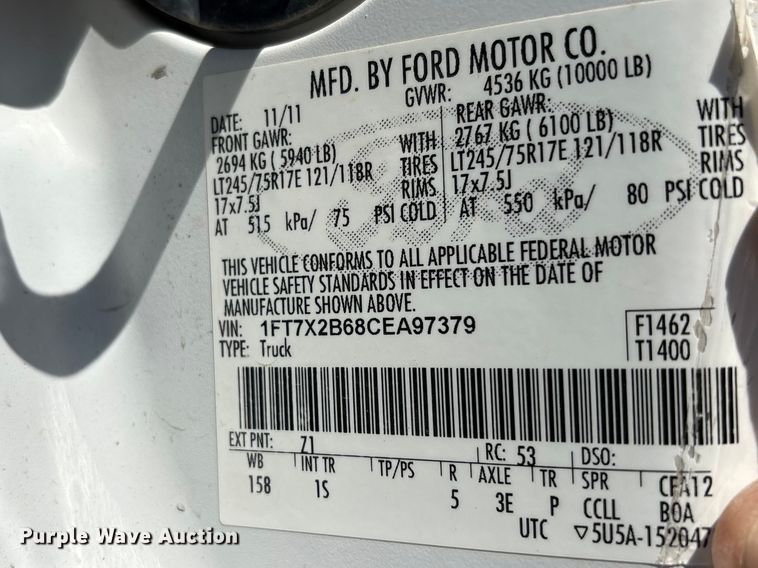 MFD. BY FORD MOTOR CO.
DATE: 11/11 GVWR: 4536 KG (10000 LB)
FRONT GAWR: REAR GAWR:
2694 KG ( 5940 LB) WITH 2767 KG ( 6100 LB) WITH
LT245/75R17E 121/118R TIRES LT245/75R17E 121/118R TIRES
17x7.5J RIMS 17x7.5J RIMS
AT 515 kPa/ 75 PSI COLD AT 550 kPa/ 80 PSI COLD
THIS VEHICLE CONFORMS TO ALL APPLICABLE FEDERAL MOTOR
VEHICLE SAFETY STANDARDS IN EFFECT ON THE DATE OF
MANUFACTURE SHOWN ABOVE.
VIN: 1FT7X2B68CEA97379 F1462
TYPE: Truck T1400
EXT PNT: Z1 RC: 53 DSO:
WB INT TR TP/PS R AXLE TR SPR CFA12
158 1S 5 3E P CCLL BOA
UTC ▽5U5A-152047
Purple Wave Auction